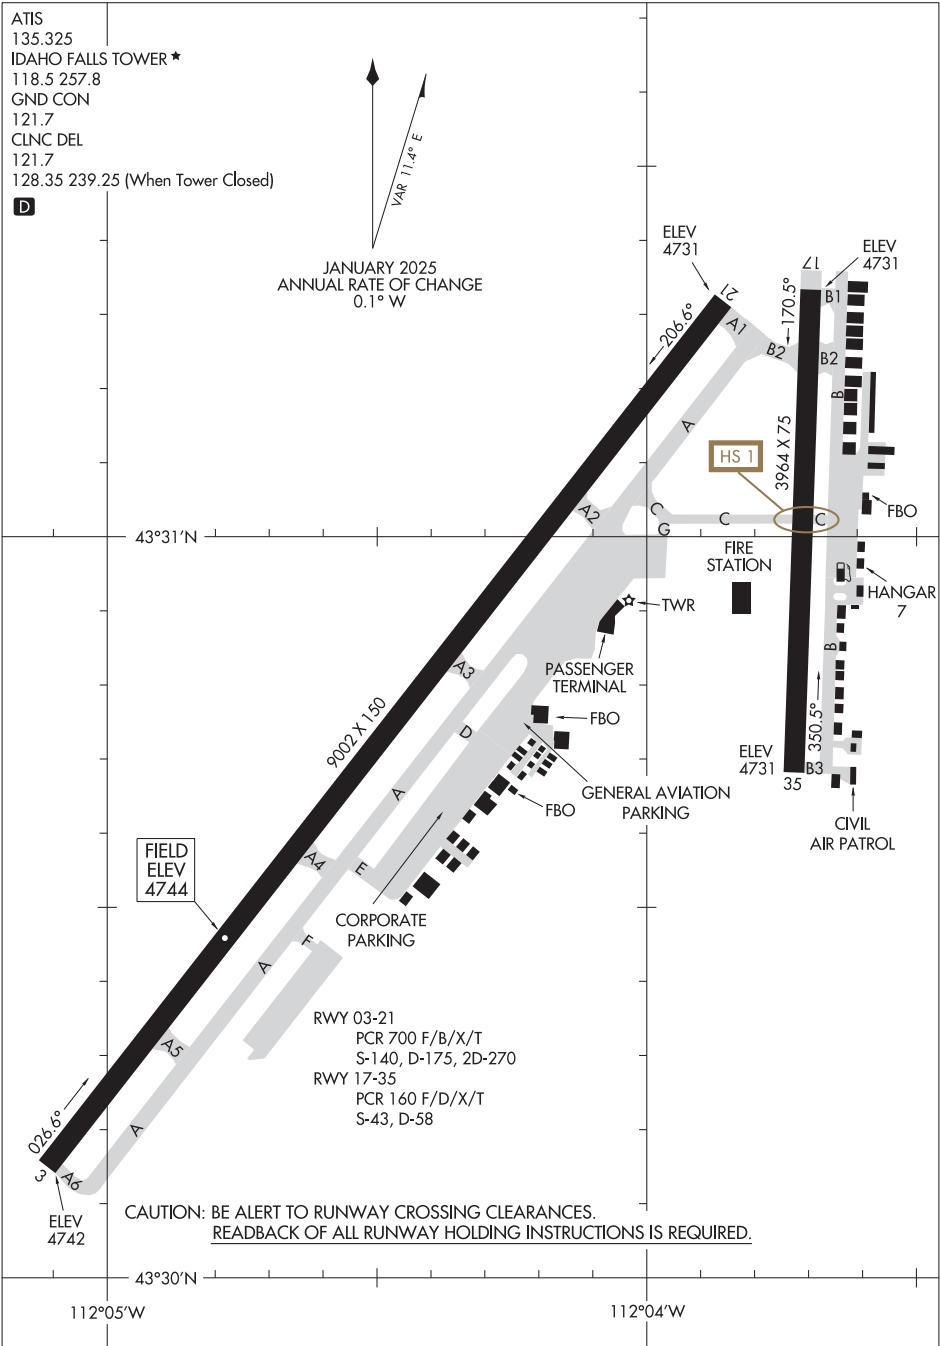 ATIS
135.325
IDAHO FALLS TOWER ★
118.5 257.8
GND CON
121.7
CLNC DEL
121.7
128.35 239.25 (When Tower Closed)
D
VAR 11.4° E
JANUARY 2025
ANNUAL RATE OF CHANGE
0.1° W
ELEV
4731
21
206.6°
A1
17
ELEV
4731
B1
170.5°
B2
B2
B
A
3964 X 75
HS 1
A2
C
G
C
C
FBO
43°31'N
FIRE
STATION
HANGAR
7
TWR
PASSENGER
TERMINAL
B
A3
9002 X 150
D
FBO
350.5°
ELEV
4731
B3
35
A
GENERAL AVIATION
PARKING
FBO
CIVIL
AIR PATROL
FIELD
ELEV
4744
A4
E
CORPORATE
PARKING
F
A
RWY 03-21
PCR 700 F/B/X/T
S-140, D-175, 2D-270
RWY 17-35
PCR 160 F/D/X/T
S-43, D-58
A5
026.6°
A
3
A6
ELEV
4742
CAUTION: BE ALERT TO RUNWAY CROSSING CLEARANCES.
READBACK OF ALL RUNWAY HOLDING INSTRUCTIONS IS REQUIRED.
43°30'N
112°05'W
112°04'W